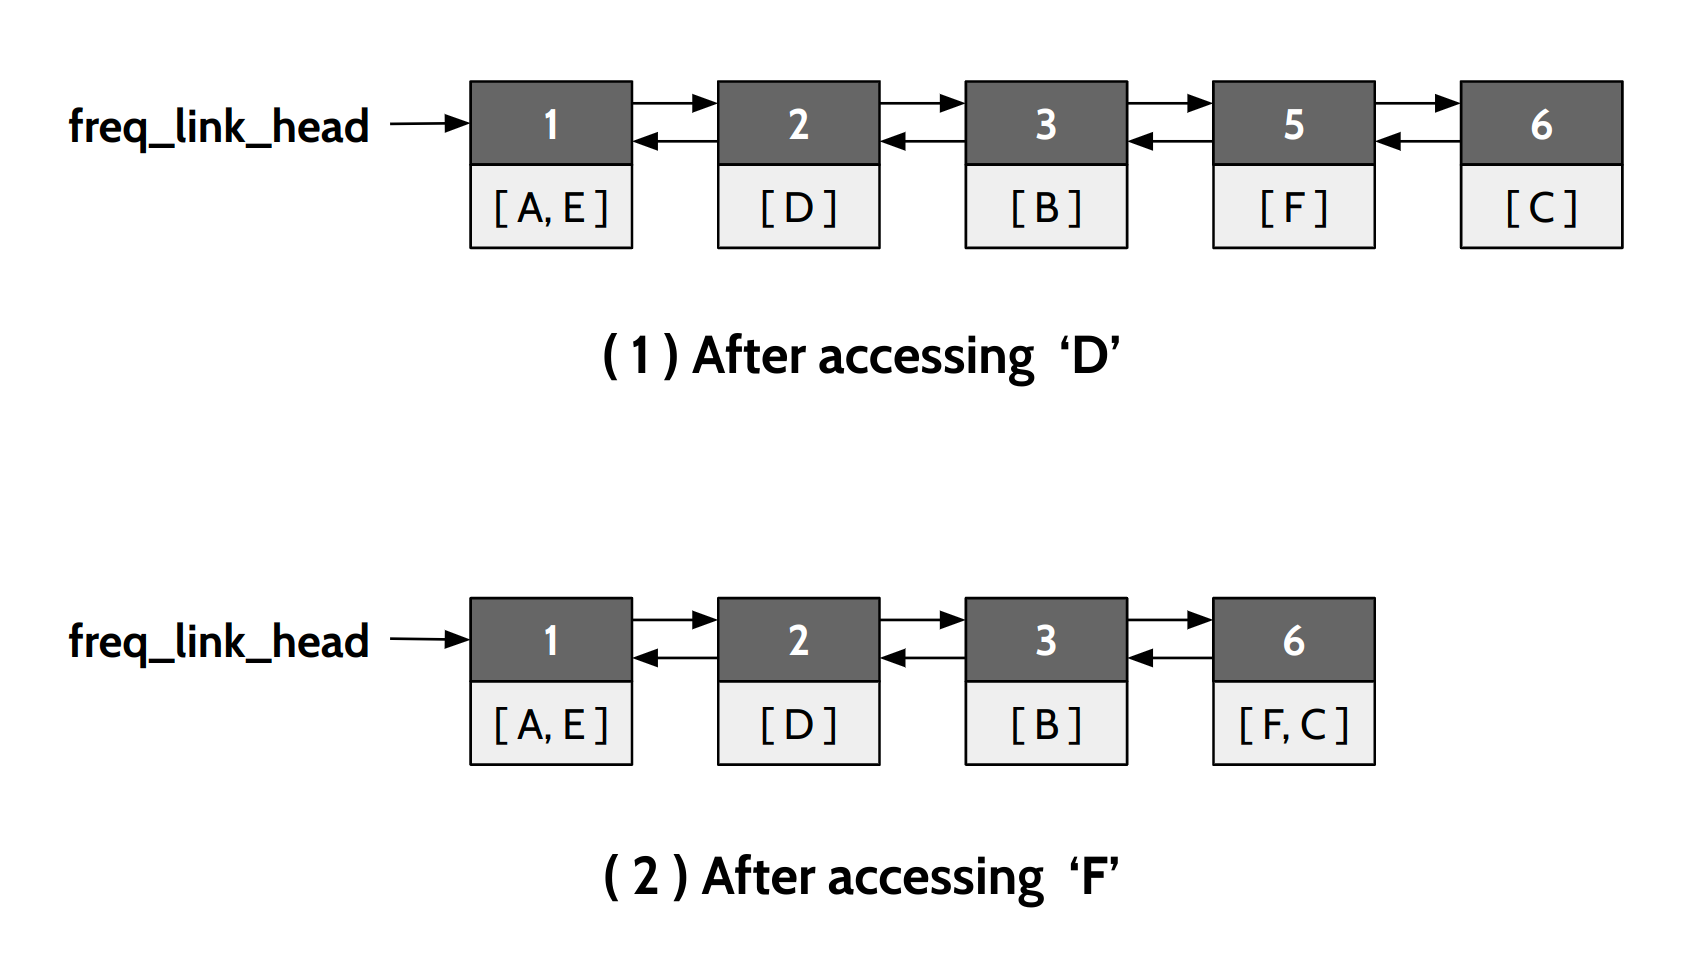 freq_link_head 1 2 3 5 6
[ A, E ] [ D ] [ B ] [ F ] [ C ]
( 1 ) After accessing ‘D’
freq_link_head 1 2 3 6
[ A, E ] [ D ] [ B ] [ F, C ]
( 2 ) After accessing ‘F’